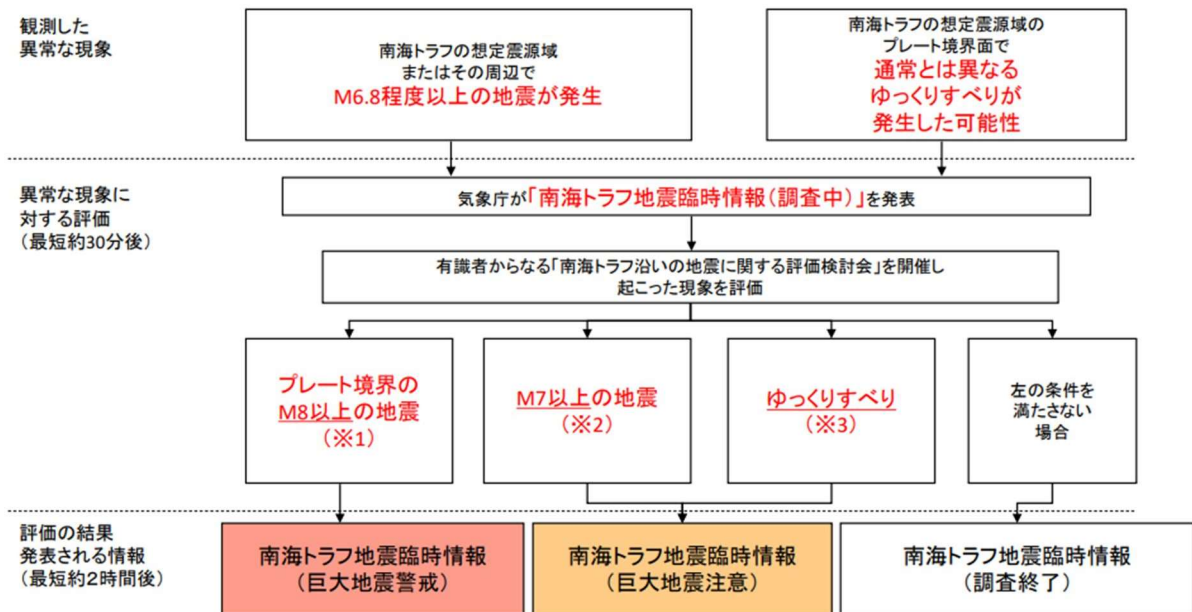 観測した
異常な現象
南海トラフの想定震源域
またはその周辺で
M6.8程度以上の地震が発生
南海トラフの想定震源域の
プレート境界面で
通常とは異なる
ゆっくりすべりが
発生した可能性
異常な現象に
対する評価
（最短約30分後）
気象庁が「南海トラフ地震臨時情報（調査中）」を発表
有識者からなる「南海トラフ沿いの地震に関する評価検討会」を開催し
起こった現象を評価
プレート境界の
M8以上の地震
（※1）
M7以上の地震
（※2）
ゆっくりすべり
（※3）
左の条件を
満たさない
場合
評価の結果
発表される情報
（最短約2時間後）
南海トラフ地震臨時情報
（巨大地震警戒）
南海トラフ地震臨時情報
（巨大地震注意）
南海トラフ地震臨時情報
（調査終了）